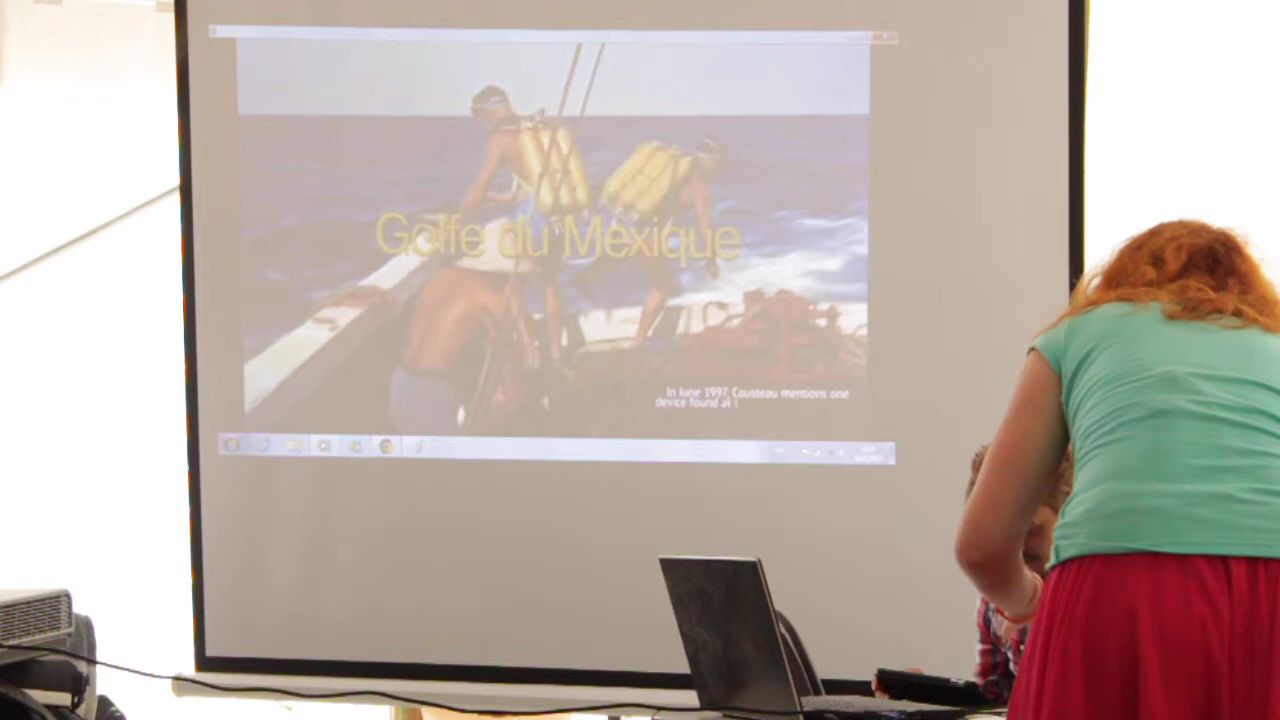 Golfe du Mexique
In June 1997, Cousteau mentions one
device found at !